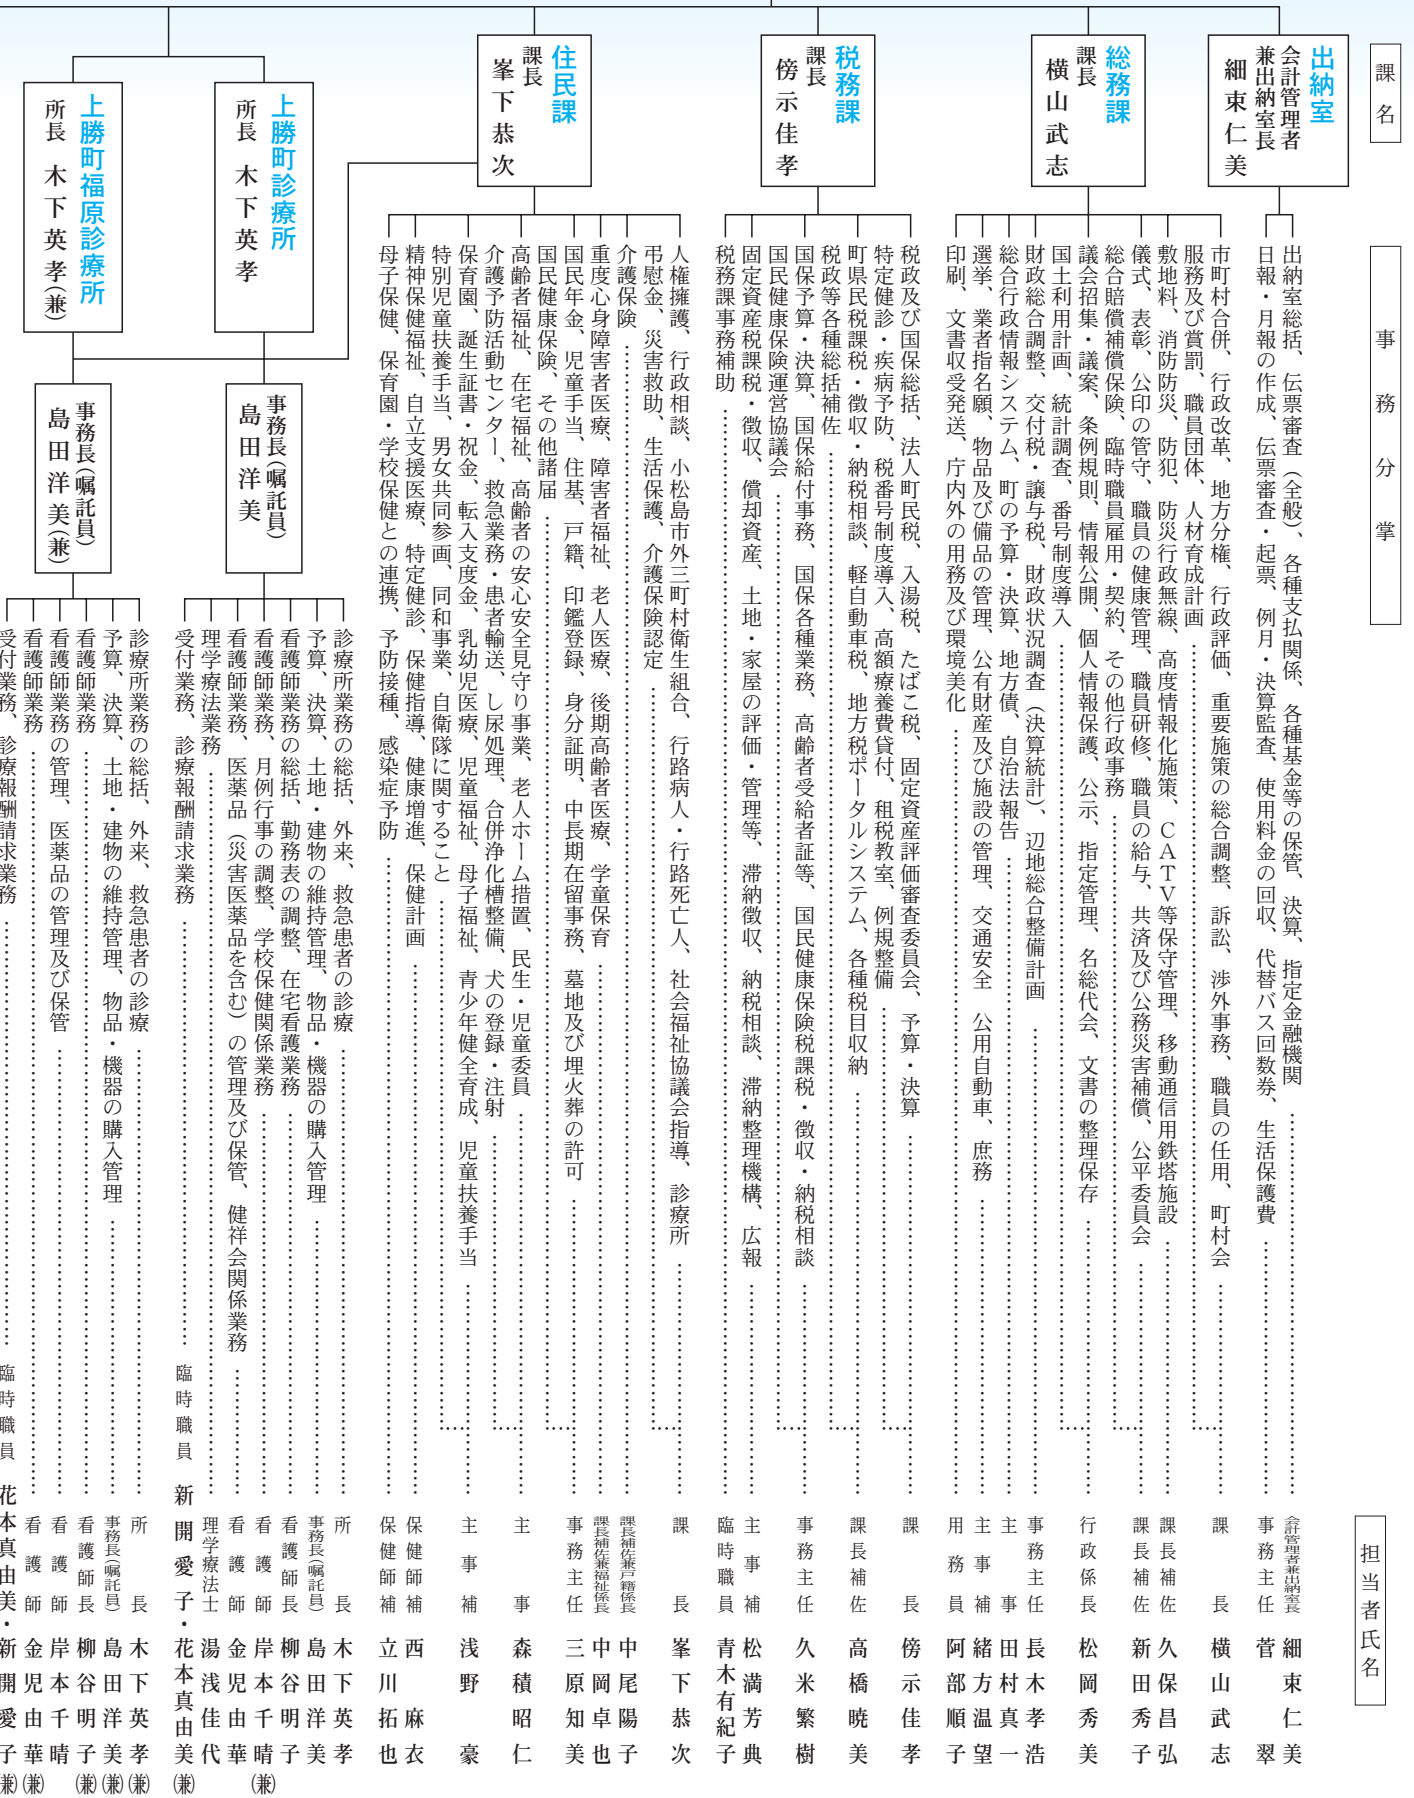 課名
事務分掌
担当者氏名
出納室
会計管理者
兼出納室長
細束仁美
出納室総括、伝票審査（全般）、各種支払関係、各種基金等の保管、決算、指定金融機関 会計管理者兼出納室長 細束仁美
日報・月報の作成、伝票審査・起票、例月・決算監査、使用料金の回収、代替バス回数券、生活保護費 事務主任 菅翠
総務課
課長
横山武志
市町村合併、行政改革、地方分権、行政評価、重要施策の総合調整、訴訟、渉外事務、職員の任用、町村会 課長 横山武志
服務及び賞罰、職員団体、人材育成計画
敷地料、消防防災、防犯、防災行政無線、高度情報化施策、ＣＡＴＶ等保守管理、移動通信用鉄塔施設 課長補佐 久保昌弘
儀式、表彰、公印の管守、職員の健康管理、職員研修、職員の給与、共済及び公務災害補償、公平委員会 課長補佐 新田秀子
総合賠償補償保険、臨時職員雇用・契約、その他行政事務
議会招集・議案、条例規則、情報公開、個人情報保護、公示、指定管理、名総代会、文書の整理保存 行政係長 松岡秀美
国土利用計画、統計調査、番号制度導入
財政総合調整、交付税・譲与税、財政状況調査（決算統計）、辺地総合整備計画 事務主任 長木孝浩
総合行政情報システム、町の予算・決算、地方債、自治法報告 主事 田村真一
選挙、業者指名願、物品及び備品の管理、公有財産及び施設の管理、交通安全　公用自動車、庶務 主事補 緒方温望
印刷、文書収受発送、庁内外の用務及び環境美化 用務員 阿部順子
税務課
課長
傍示佳孝
税政及び国保総括、法人町民税、入湯税、たばこ税、固定資産評価審査委員会、予算・決算 課長 傍示佳孝
特定健診・疾病予防、税番号制度導入、高額療養費貸付、租税教室、例規整備
町県民税課税・徴収・納税相談、軽自動車税、地方税ポータルシステム、各種税目収納 課長補佐 高橋暁美
税政等各種総括補佐
国保予算・決算、国保給付事務、国保各種業務、高齢者受給者証等、国民健康保険税課税・徴収・納税相談 事務主任 久米繁樹
国民健康保険運営協議会
固定資産税課税・徴収、償却資産、土地・家屋の評価・管理等、滞納徴収、納税相談、滞納整理機構、広報 主事補 松満芳典
税務課事務補助 臨時職員 青木有紀子
住民課
課長
峯下恭次
人権擁護、行政相談、小松島市外三町村衛生組合、行路病人・行路死亡人、社会福祉協議会指導、診療所 課長 峯下恭次
弔慰金、災害救助、生活保護、介護保険認定
介護保険 課長補佐兼戸籍係長 中尾陽子
重度心身障害者医療、障害者福祉、老人医療、後期高齢者医療、学童保育 課長補佐兼福祉係長 中岡卓也
国民年金、児童手当、住基、戸籍、印鑑登録、身分証明、中長期在留事務、墓地及び埋火葬の許可 事務主任 三原知美
国民健康保険、その他諸届
高齢者福祉、在宅福祉、高齢者の安心安全見守り事業、老人ホーム措置、民生・児童委員 主事 森積昭仁
介護予防活動センター、救急業務・患者輸送、し尿処理、合併浄化槽整備、犬の登録・注射
保育園、誕生証書・祝金、転入支度金、乳幼児医療、児童福祉、母子福祉、青少年健全育成、児童扶養手当 主事補 浅野豪
特別児童扶養手当、男女共同参画、同和事業、自衛隊に関すること
精神保健福祉、自立支援医療、特定健診、保健指導、健康増進、保健計画 保健師補 西麻衣
母子保健、保育園・学校保健との連携、予防接種、感染症予防 保健師補 立川拓也
上勝町診療所
所長　木下英孝
事務長（嘱託員）
島田洋美
診療所業務の総括、外来、救急患者の診療 所長 木下英孝
予算、決算、土地・建物の維持管理、物品・機器の購入管理 事務長（嘱託員） 島田洋美
看護師業務の総括、勤務表の調整、在宅看護業務 看護師長 柳谷明子
看護師業務、月例行事の調整、学校保健関係業務 看護師 岸本千晴㈱
看護師業務、医薬品（災害医薬品を含む）の管理及び保管、健祥会関係業務 看護師 金児由華
理学療法業務 理学療法士 湯浅佳代
受付業務、診療報酬請求業務 臨時職員 新開愛子・花本真由美（兼）
上勝町福原診療所
所長　木下英孝（兼）
事務長（嘱託員）
島田洋美（兼）
診療所業務の総括、外来、救急患者の診療 所長 木下英孝（兼）
予算、決算、土地・建物の維持管理、物品・機器の購入管理 事務長（嘱託員） 島田洋美（兼）
看護師業務 看護師長 柳谷明子（兼）
看護師業務の管理、医薬品の管理及び保管 看護師 岸本千晴
看護師業務 看護師 金児由華（兼）
受付業務、診療報酬請求業務 臨時職員 花本真由美・新開愛子（兼）